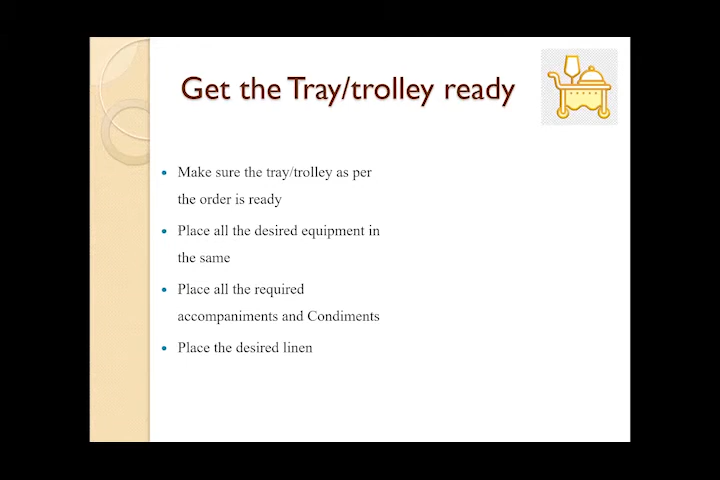 Get the Tray/trolley ready
Make sure the tray/trolley as per
the order is ready
Place all the desired equipment in
the same
Place all the required
accompaniments and Condiments
Place the desired linen